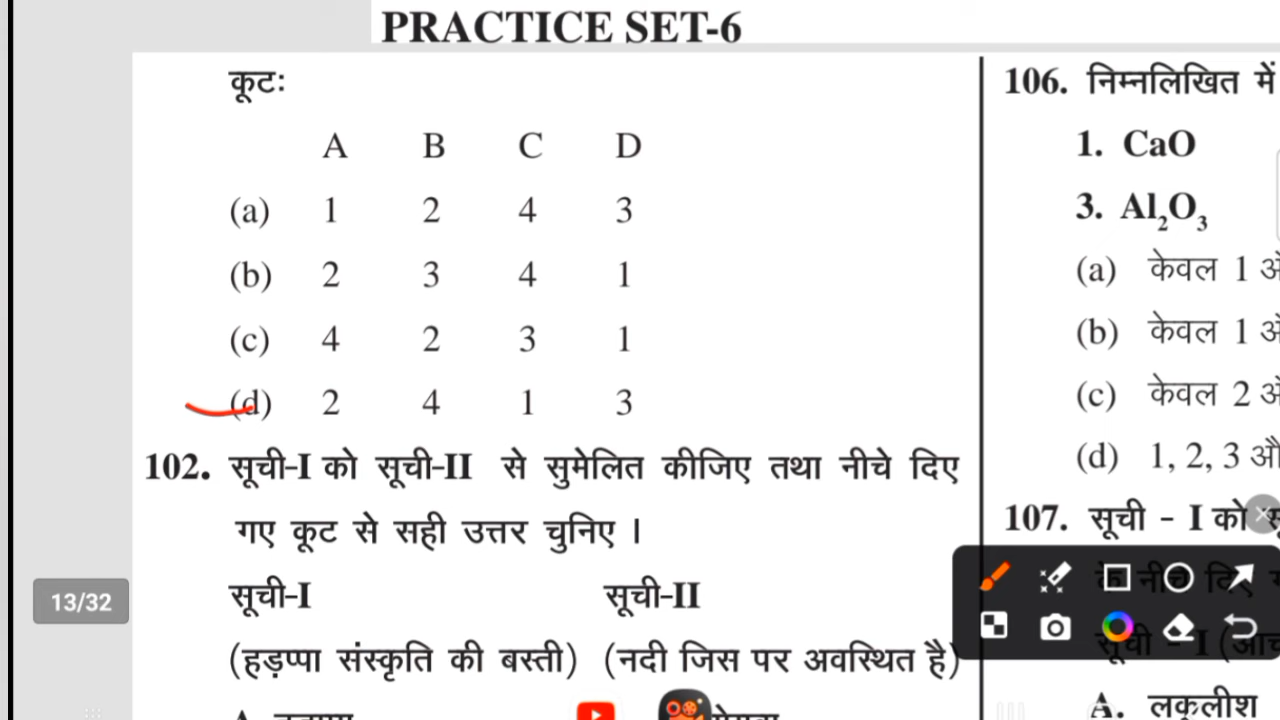 PRACTICE SET-6
कूटः
A B C D
(a) 1 2 4 3
(b) 2 3 4 1
(c) 4 2 3 1
(d) 2 4 1 3
102. सूची-I को सूची-II से सुमेलित कीजिए तथा नीचे दिए
गए कूट से सही उत्तर चुनिए ।
सूची-I सूची-II
(हड़प्पा संस्कृति की बस्ती) (नदी जिस पर अवस्थित है)
106. निम्नलिखित में
1. CaO
3. Al₂O₃
(a) केवल 1
(b) केवल 1
(c) केवल 2
(d) 1, 2, 3 औ
107. सूची - I को
के नीचे दिए
सूची - I (आच
A. लकुलीश
13/32